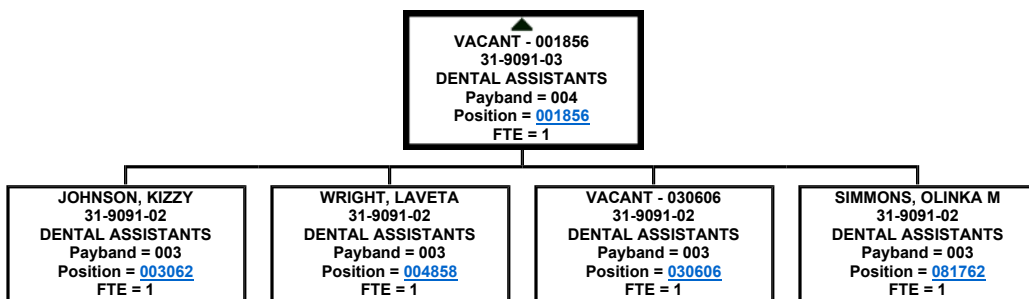 VACANT - 001856
31-9091-03
DENTAL ASSISTANTS
Payband = 004
Position = 001856
FTE = 1
JOHNSON, KIZZY
31-9091-02
DENTAL ASSISTANTS
Payband = 003
Position = 003062
FTE = 1
WRIGHT, LAVETA
31-9091-02
DENTAL ASSISTANTS
Payband = 003
Position = 004858
FTE = 1
VACANT - 030606
31-9091-02
DENTAL ASSISTANTS
Payband = 003
Position = 030606
FTE = 1
SIMMONS, OLINKA M
31-9091-02
DENTAL ASSISTANTS
Payband = 003
Position = 081762
FTE = 1